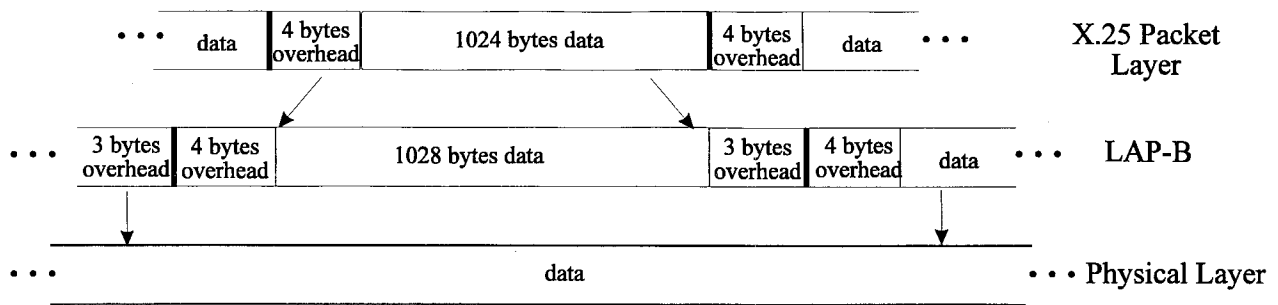 • • • data 4 bytes overhead 1024 bytes data 4 bytes overhead data • • • X.25 Packet Layer
• • • 3 bytes overhead 4 bytes overhead 1028 bytes data 3 bytes overhead 4 bytes overhead data • • • LAP-B
• • • data • • • Physical Layer